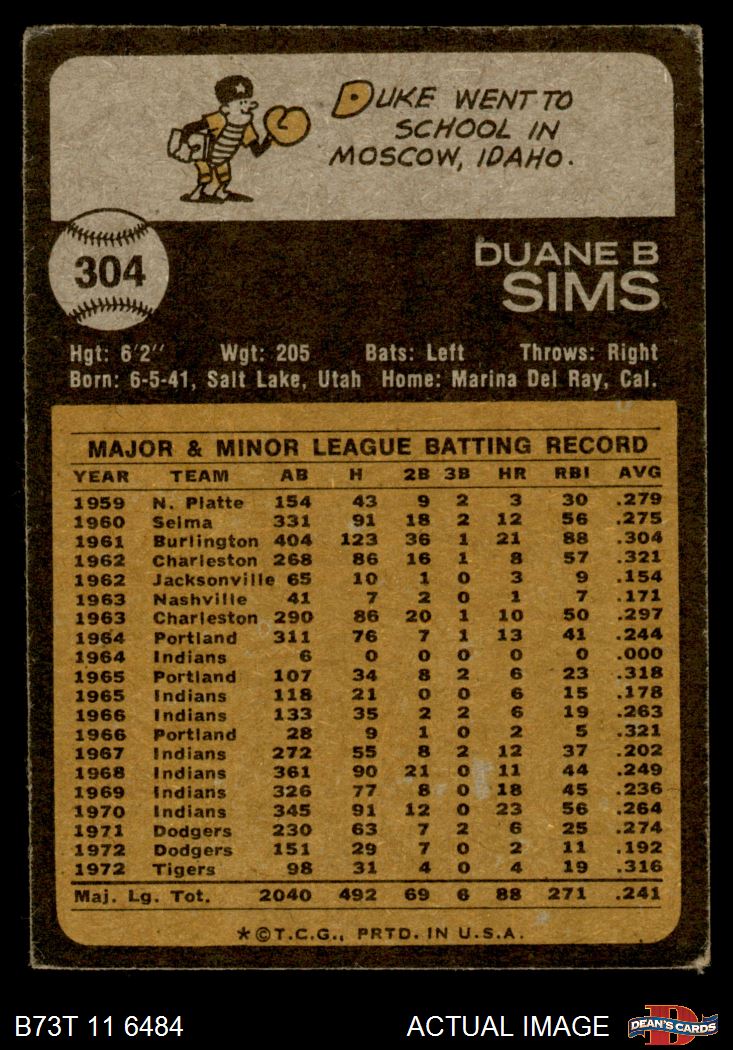 DUKE WENT TO
SCHOOL IN
MOSCOW, IDAHO.
304
DUANE B
SIMS
Hgt: 6'2'' Wgt: 205 Bats: Left Throws: Right
Born: 6-5-41, Salt Lake, Utah Home: Marina Del Ray, Cal.
MAJOR & MINOR LEAGUE BATTING RECORD
YEAR TEAM AB H 2B 3B HR RBI AVG
1959 N. Platte 154 43 9 2 3 30 .279
1960 Selma 331 91 18 2 12 56 .275
1961 Burlington 404 123 36 1 21 88 .304
1962 Charleston 268 86 16 1 8 57 .321
1962 Jacksonville 65 10 1 0 3 9 .154
1963 Nashville 41 7 2 0 1 7 .171
1963 Charleston 290 86 20 1 10 50 .297
1964 Portland 311 76 7 1 13 41 .244
1964 Indians 6 0 0 0 0 0 .000
1965 Portland 107 34 8 2 6 23 .318
1965 Indians 118 21 0 0 6 15 .178
1966 Indians 133 35 2 2 6 19 .263
1966 Portland 28 9 1 0 2 5 .321
1967 Indians 272 55 8 2 12 37 .202
1968 Indians 361 90 21 0 11 44 .249
1969 Indians 326 77 8 0 18 45 .236
1970 Indians 345 91 12 0 23 56 .264
1971 Dodgers 230 63 7 2 6 25 .274
1972 Dodgers 151 29 7 0 2 11 .192
1972 Tigers 98 31 4 0 4 19 .316
Maj. Lg. Tot. 2040 492 69 6 88 271 .241
*©T.C.G., PRTD. IN U.S.A.
B73T 11 6484 ACTUAL IMAGE DEAN'S CARDS